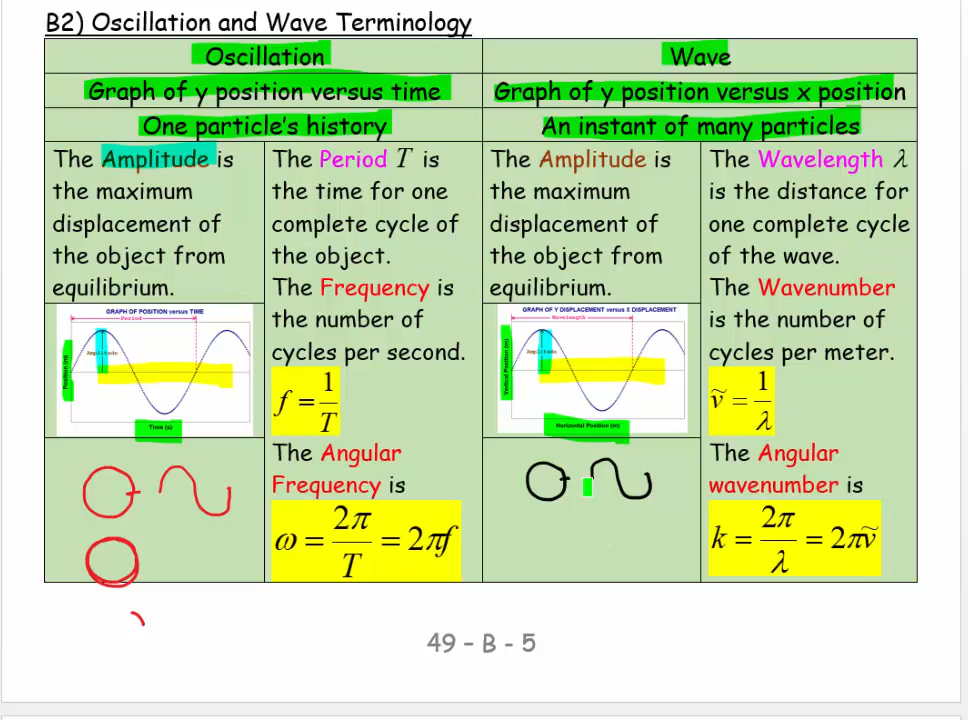 B2) Oscillation and Wave Terminology
Oscillation
Wave
Graph of y position versus time
Graph of y position versus x position
One particle's history
An instant of many particles
The Amplitude is
the maximum
displacement of
the object from
equilibrium.
GRAPH OF POSITION versus TIME
Period
Position (m)
Amplitude
Time (s)
The Period T is
the time for one
complete cycle of
the object.
The Frequency is
the number of
cycles per second.
f = 1/T
The Angular
Frequency is
ω = 2π/T = 2πf
The Amplitude is
the maximum
displacement of
the object from
equilibrium.
GRAPH OF Y DISPLACEMENT versus X DISPLACEMENT
Wavelength
Vertical Position (m)
Amplitude
Horizontal Position (m)
The Wavelength λ
is the distance for
one complete cycle
of the wave.
The Wavenumber
is the number of
cycles per meter.
ṽ = 1/λ
The Angular
wavenumber is
k = 2π/λ = 2πṽ
49 – B - 5